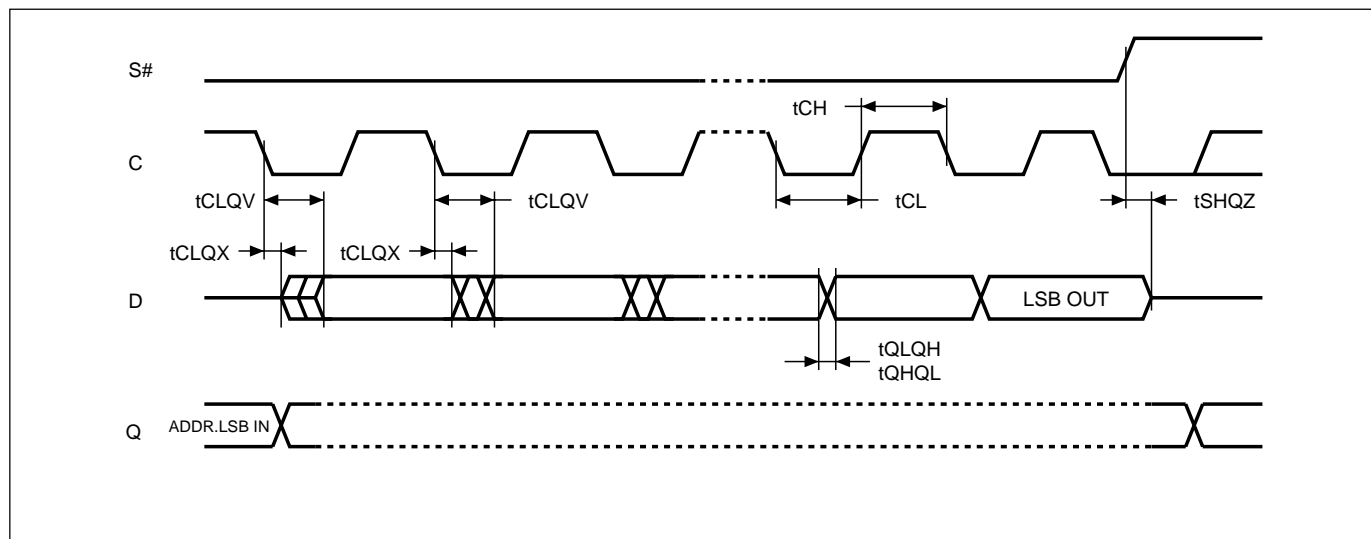 S#
tCH
C
tCLQV
tCLQV
tCL
tSHQZ
tCLQX
tCLQX
D
LSB OUT
tQLQH
tQHQL
Q
ADDR.LSB IN